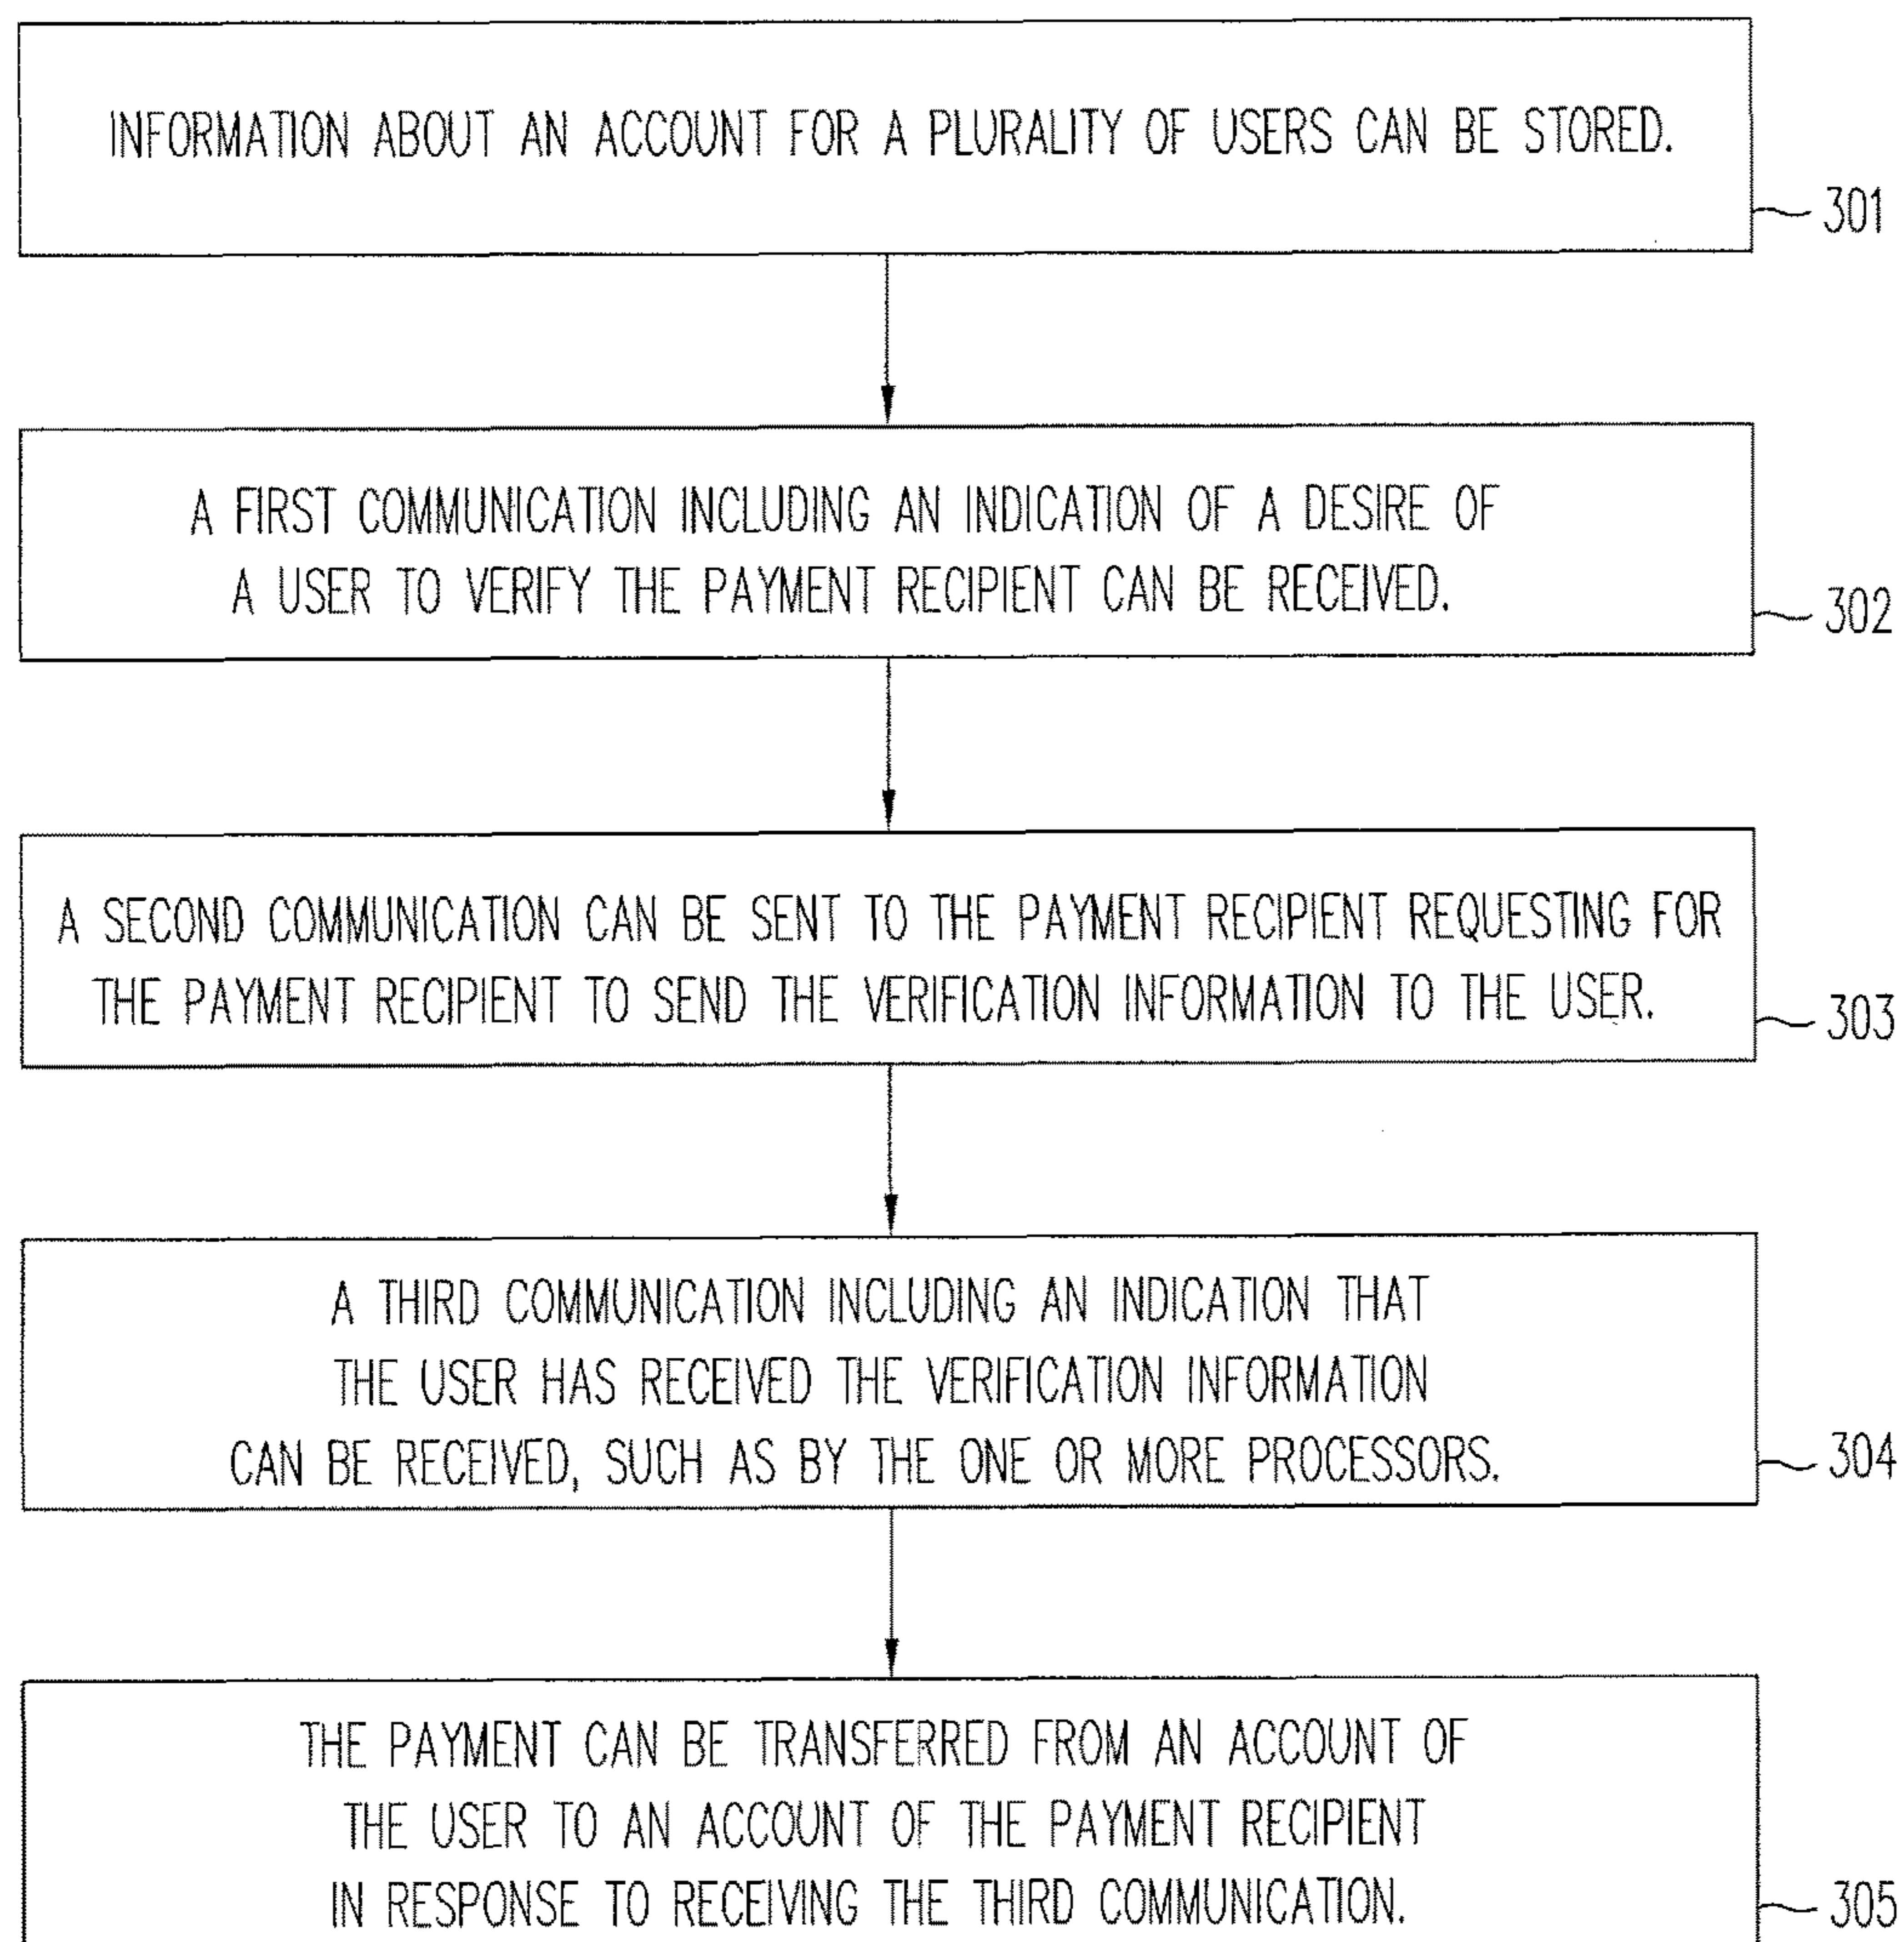 INFORMATION ABOUT AN ACCOUNT FOR A PLURALITY OF USERS CAN BE STORED.
301
A FIRST COMMUNICATION INCLUDING AN INDICATION OF A DESIRE OF
A USER TO VERIFY THE PAYMENT RECIPIENT CAN BE RECEIVED.
302
A SECOND COMMUNICATION CAN BE SENT TO THE PAYMENT RECIPIENT REQUESTING FOR
THE PAYMENT RECIPIENT TO SEND THE VERIFICATION INFORMATION TO THE USER.
303
A THIRD COMMUNICATION INCLUDING AN INDICATION THAT
THE USER HAS RECEIVED THE VERIFICATION INFORMATION
CAN BE RECEIVED, SUCH AS BY THE ONE OR MORE PROCESSORS.
304
THE PAYMENT CAN BE TRANSFERRED FROM AN ACCOUNT OF
THE USER TO AN ACCOUNT OF THE PAYMENT RECIPIENT
IN RESPONSE TO RECEIVING THE THIRD COMMUNICATION.
305